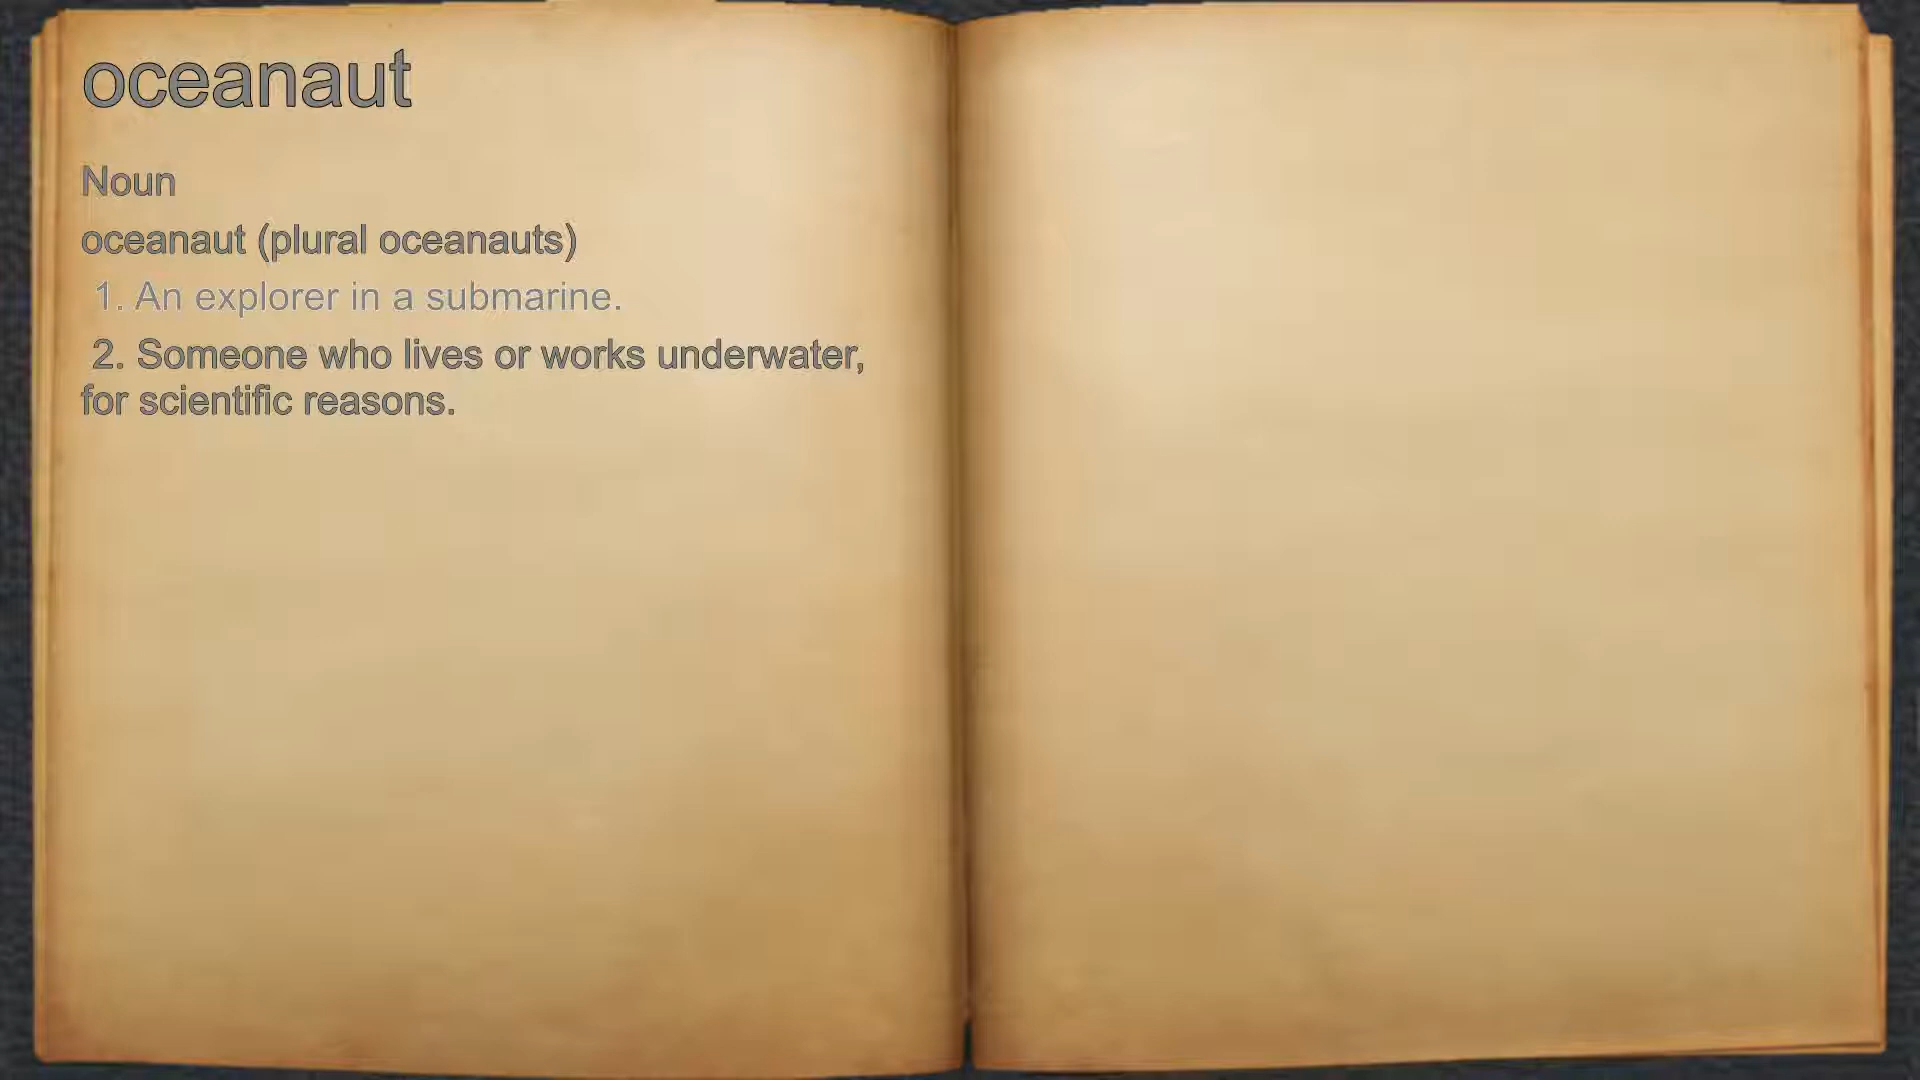 oceanaut
Noun
oceanaut (plural oceanauts)
1. An explorer in a submarine.
2. Someone who lives or works underwater,
for scientific reasons.